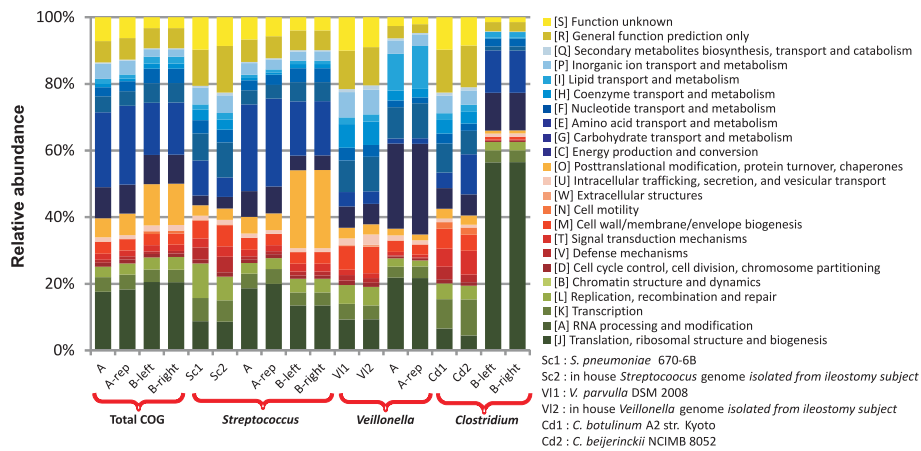 100%
80%
60%
40%
20%
0%
Relative abundance
A
A-rep
B-left
B-right
Sc1
Sc2
A
A-rep
B-left
B-right
Vl1
Vl2
A
A-rep
Cd1
Cd2
B-left
B-right
Total COG
Streptococcus
Veillonella
Clostridium
[S] Function unknown
[R] General function prediction only
[Q] Secondary metabolites biosynthesis, transport and catabolism
[P] Inorganic ion transport and metabolism
[I] Lipid transport and metabolism
[H] Coenzyme transport and metabolism
[F] Nucleotide transport and metabolism
[E] Amino acid transport and metabolism
[G] Carbohydrate transport and metabolism
[C] Energy production and conversion
[O] Posttranslational modification, protein turnover, chaperones
[U] Intracellular trafficking, secretion, and vesicular transport
[W] Extracellular structures
[N] Cell motility
[M] Cell wall/membrane/envelope biogenesis
[T] Signal transduction mechanisms
[V] Defense mechanisms
[D] Cell cycle control, cell division, chromosome partitioning
[B] Chromatin structure and dynamics
[L] Replication, recombination and repair
[K] Transcription
[A] RNA processing and modification
[J] Translation, ribosomal structure and biogenesis
Sc1 : S. pneumoniae 670-6B
Sc2 : in house Streptocoocus genome isolated from ileostomy subject
Vl1 : V. parvulla DSM 2008
Vl2 : in house Veillonella genome isolated from ileostomy subject
Cd1 : C. botulinum A2 str. Kyoto
Cd2 : C. beijerinckii NCIMB 8052